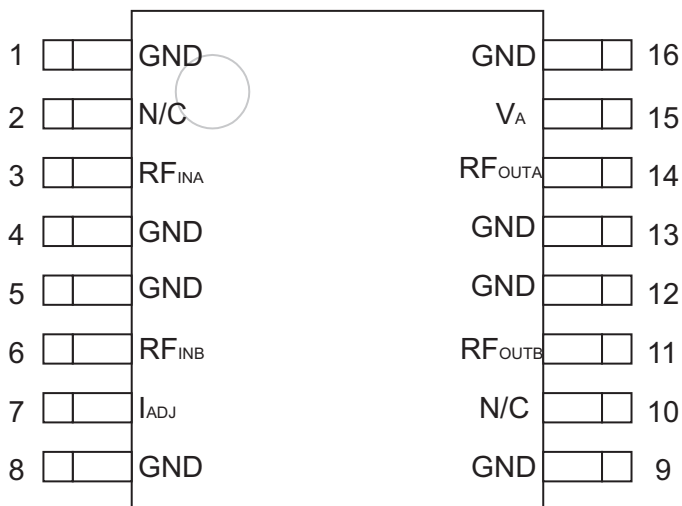 1 GND GND 16
2 N/C VA 15
3 RFINA RFOUTA 14
4 GND GND 13
5 GND GND 12
6 RFINB RFOUTB 11
7 IADJ N/C 10
8 GND GND 9